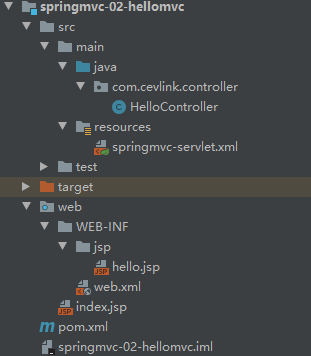 springmvc-02-hellomvc
src
main
java
com.cevlink.controller
HelloController
resources
springmvc-servlet.xml
test
target
web
WEB-INF
jsp
hello.jsp
web.xml
index.jsp
pom.xml
springmvc-02-hellomvc.iml